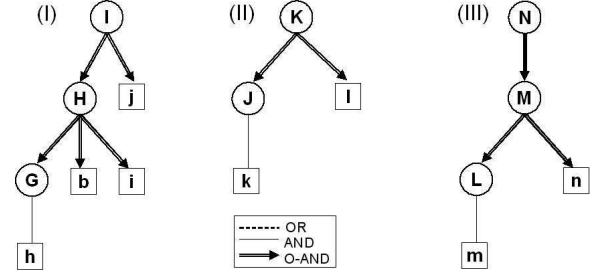 (I) I (II) K (III) N
H j J l M
G b i k L n
h m
OR
AND
O-AND